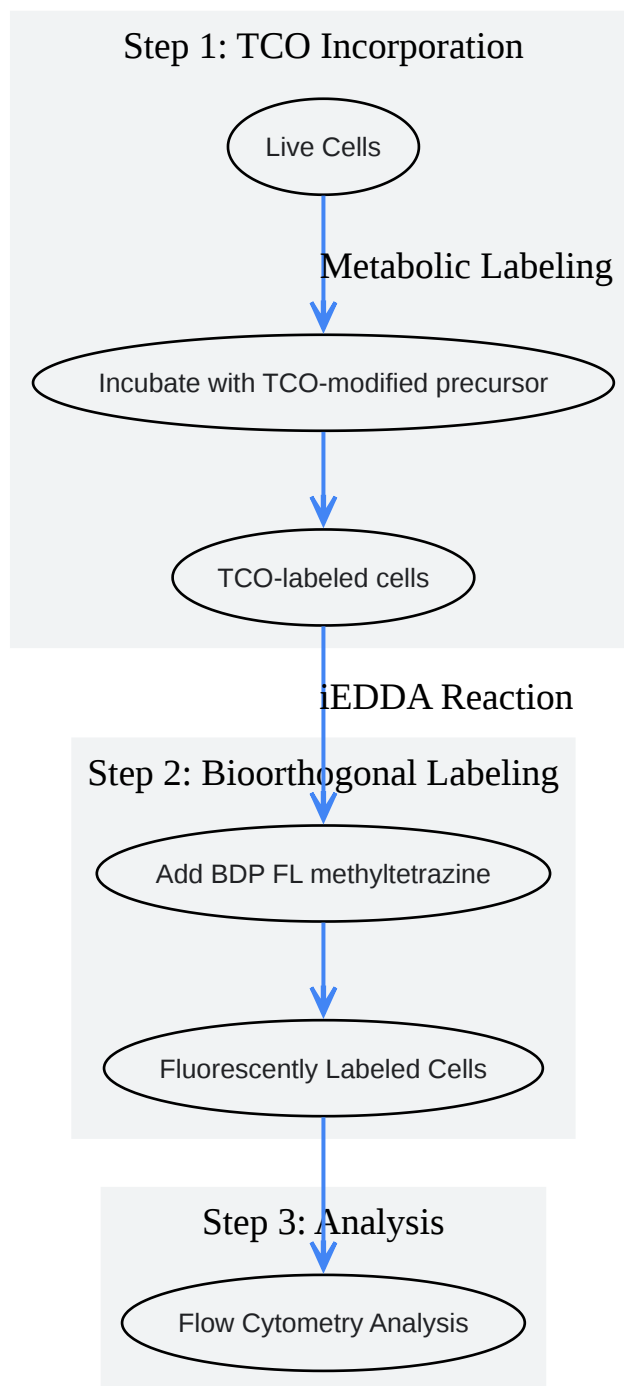 Step 1: TCO Incorporation
Live Cells
Metabolic Labeling
Incubate with TCO-modified precursor
TCO-labeled cells
iEDDA Reaction
Step 2: Bioorthogonal Labeling
Add BDP FL methyltetrazine
Fluorescently Labeled Cells
Step 3: Analysis
Flow Cytometry Analysis